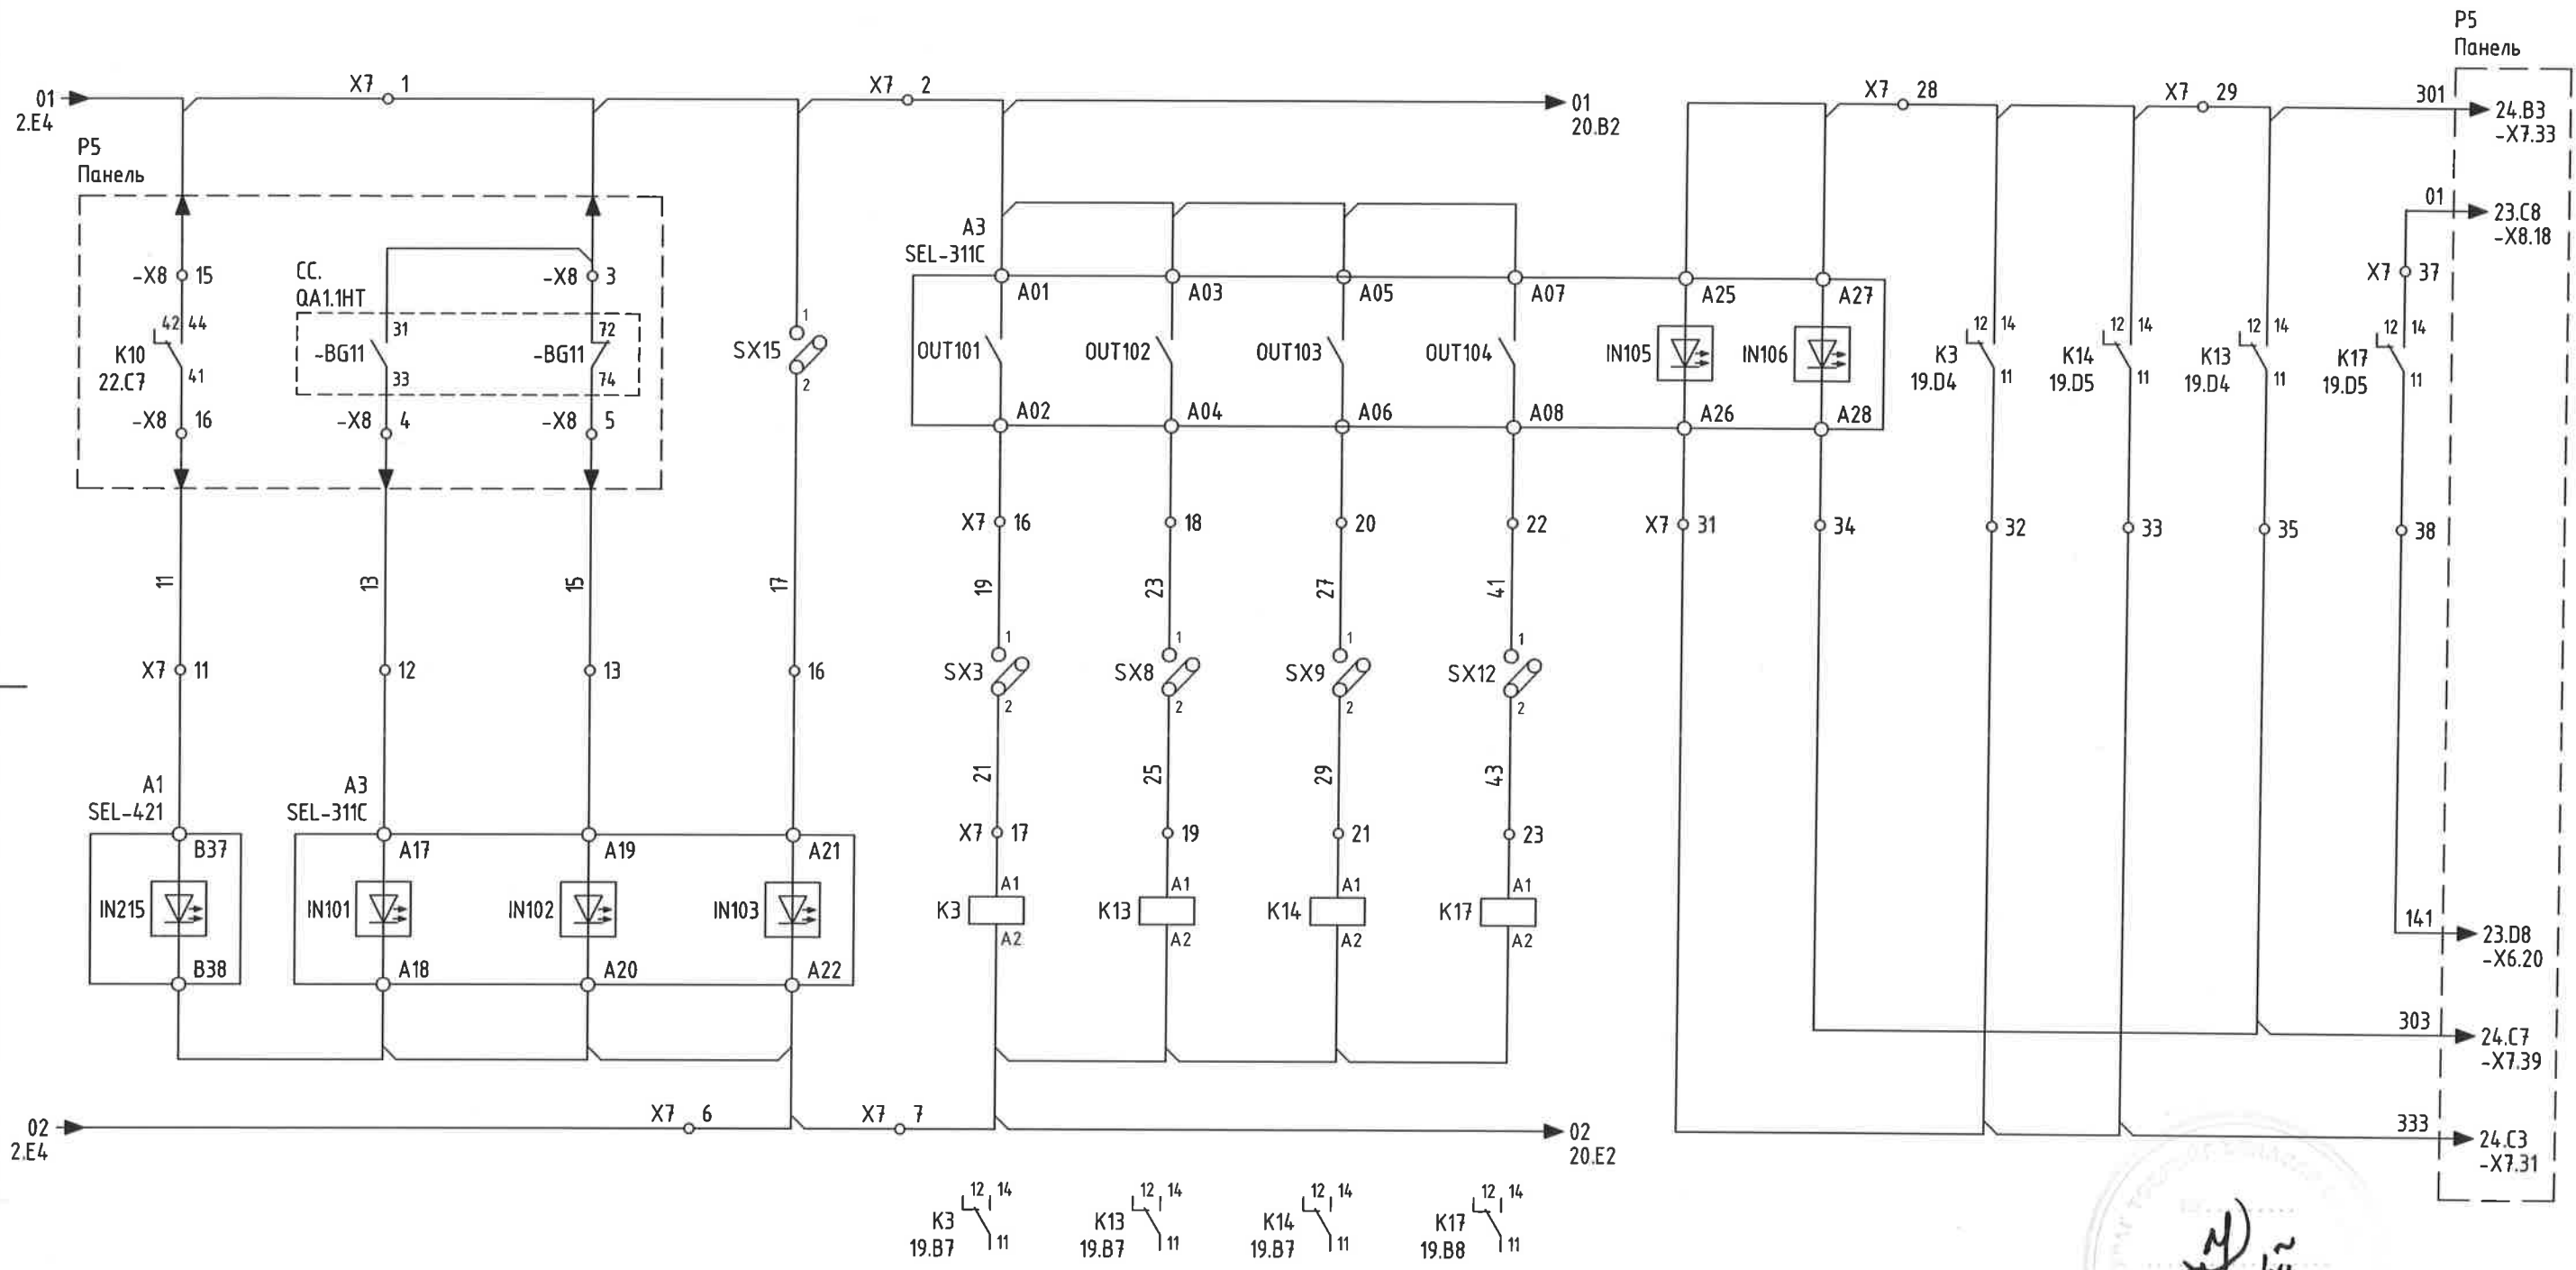 P5
Панель
X7 1
X7 2
X7 28
X7 29
301
01
2.E4
01
20.B2
24.B3
-X7.33
P5
Панель
01
23.C8
-X8.18
A3
SEL-311C
CC.
QA1.1HT
-X8 15
-X8 3
X7 37
A01
A03
A05
A07
A25
A27
42 44
K10
22.C7
41
31
-BG11
33
72
-BG11
74
1
SX15
2
OUT101
OUT102
OUT103
OUT104
IN105
IN106
12 14
K3
19.D4
11
12 14
K14
19.D5
11
12 14
K13
19.D4
11
12 14
K17
19.D5
11
-X8 16
-X8 4
-X8 5
A02
A04
A06
A08
A26
A28
X7 16
18
20
22
X7 31
34
32
33
35
38
11
13
15
17
19
23
27
41
X7 11
12
13
16
1
SX3
2
1
SX8
2
1
SX9
2
1
SX12
2
21
25
29
43
A1
SEL-421
A3
SEL-311C
X7 17
19
21
23
B37
A17
A19
A21
IN215
IN101
IN102
IN103
A1
K3
A2
A1
K13
A2
A1
K14
A2
A1
K17
A2
141
23.D8
-X6.20
B38
A18
A20
A22
303
24.C7
-X7.39
02
2.E4
X7 6
X7 7
02
20.E2
333
24.C3
-X7.31
12 14
K3
19.B7
11
12 14
K13
19.B7
11
12 14
K14
19.B7
11
12 14
K17
19.B8
11